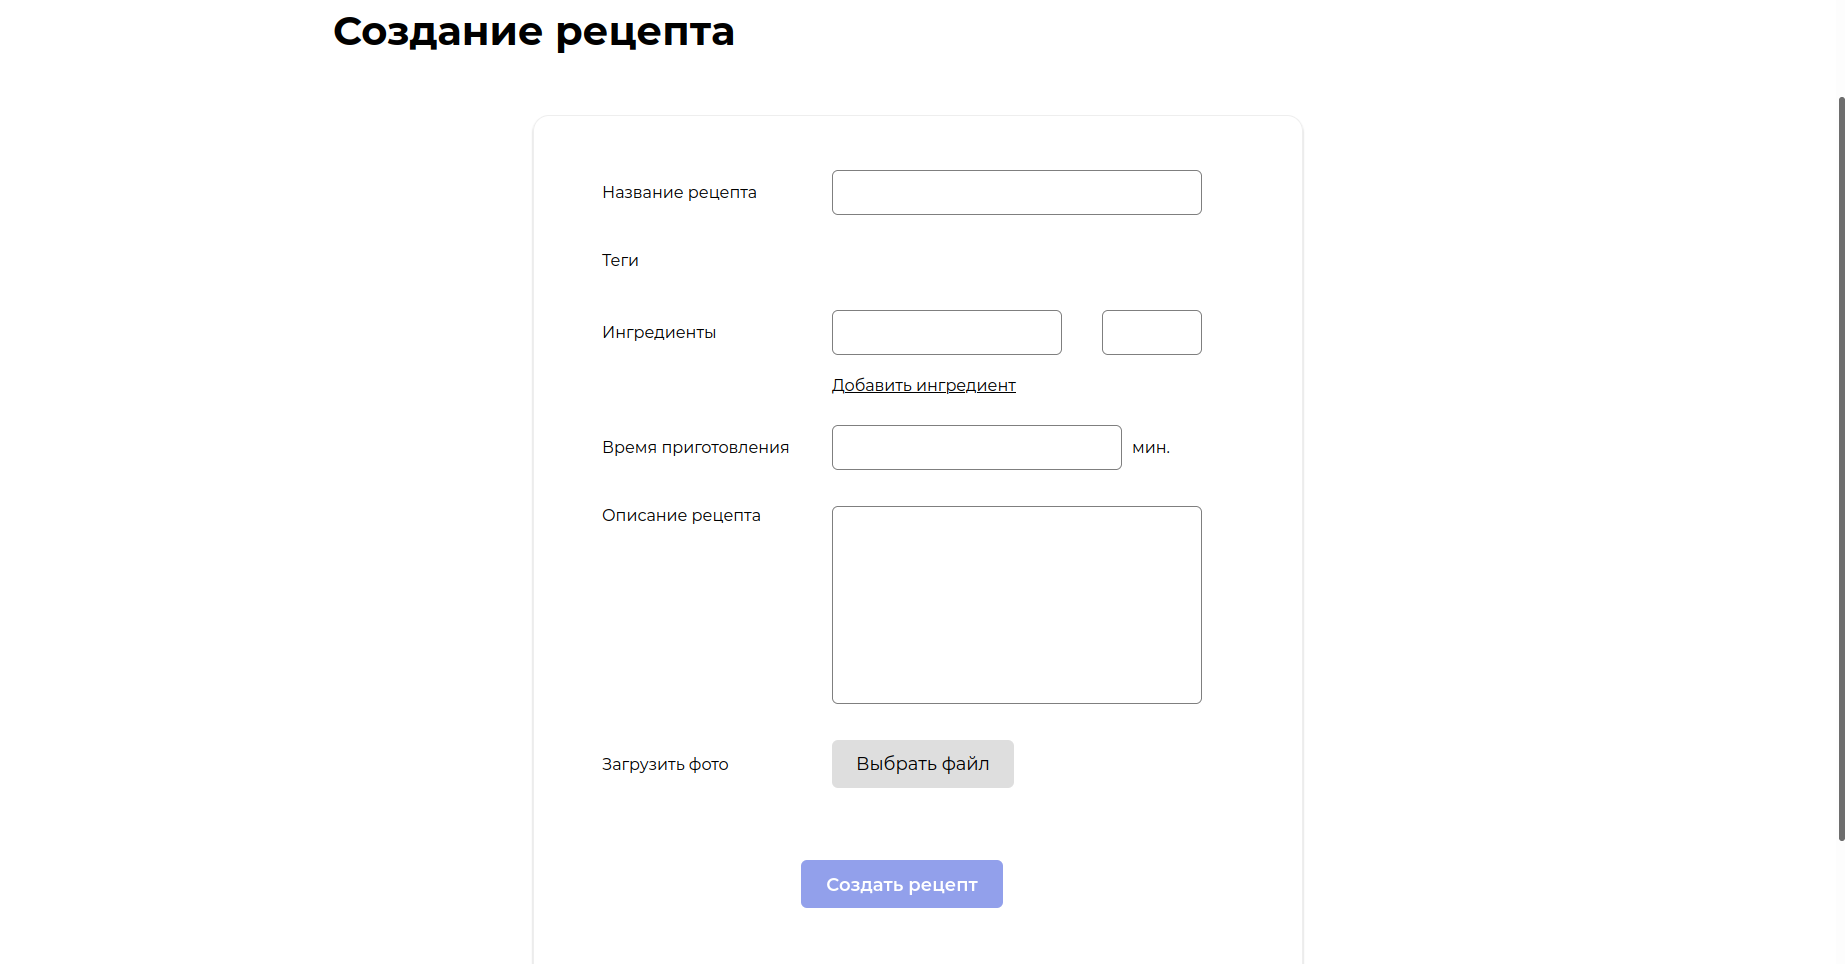 Создание рецепта
Название рецепта
Теги
Ингредиенты
Добавить ингредиент
Время приготовления мин.
Описание рецепта
Загрузить фото Выбрать файл
Создать рецепт